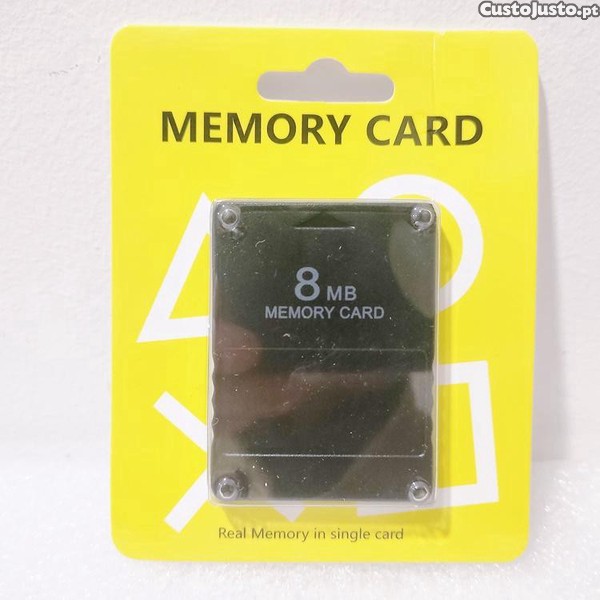 CustoJusto.pt
MEMORY CARD
8 MB
MEMORY CARD
Real Memory in single card